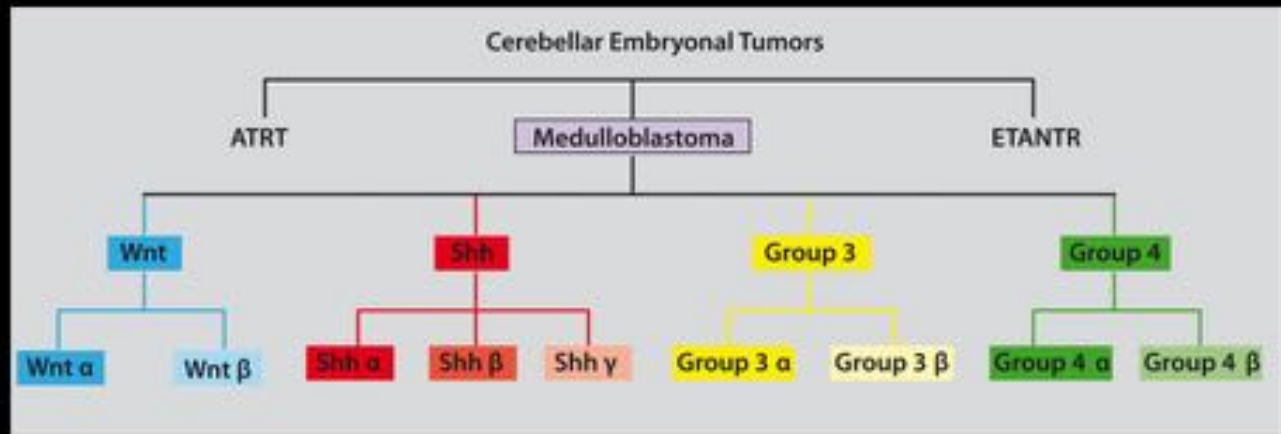 Cerebellar Embryonal Tumors
ATRT Medulloblastoma ETANTR
Wnt Shh Group 3 Group 4
Wnt α Wnt β Shh α Shh β Shh γ Group 3 α Group 3 β Group 4 α Group 4 β